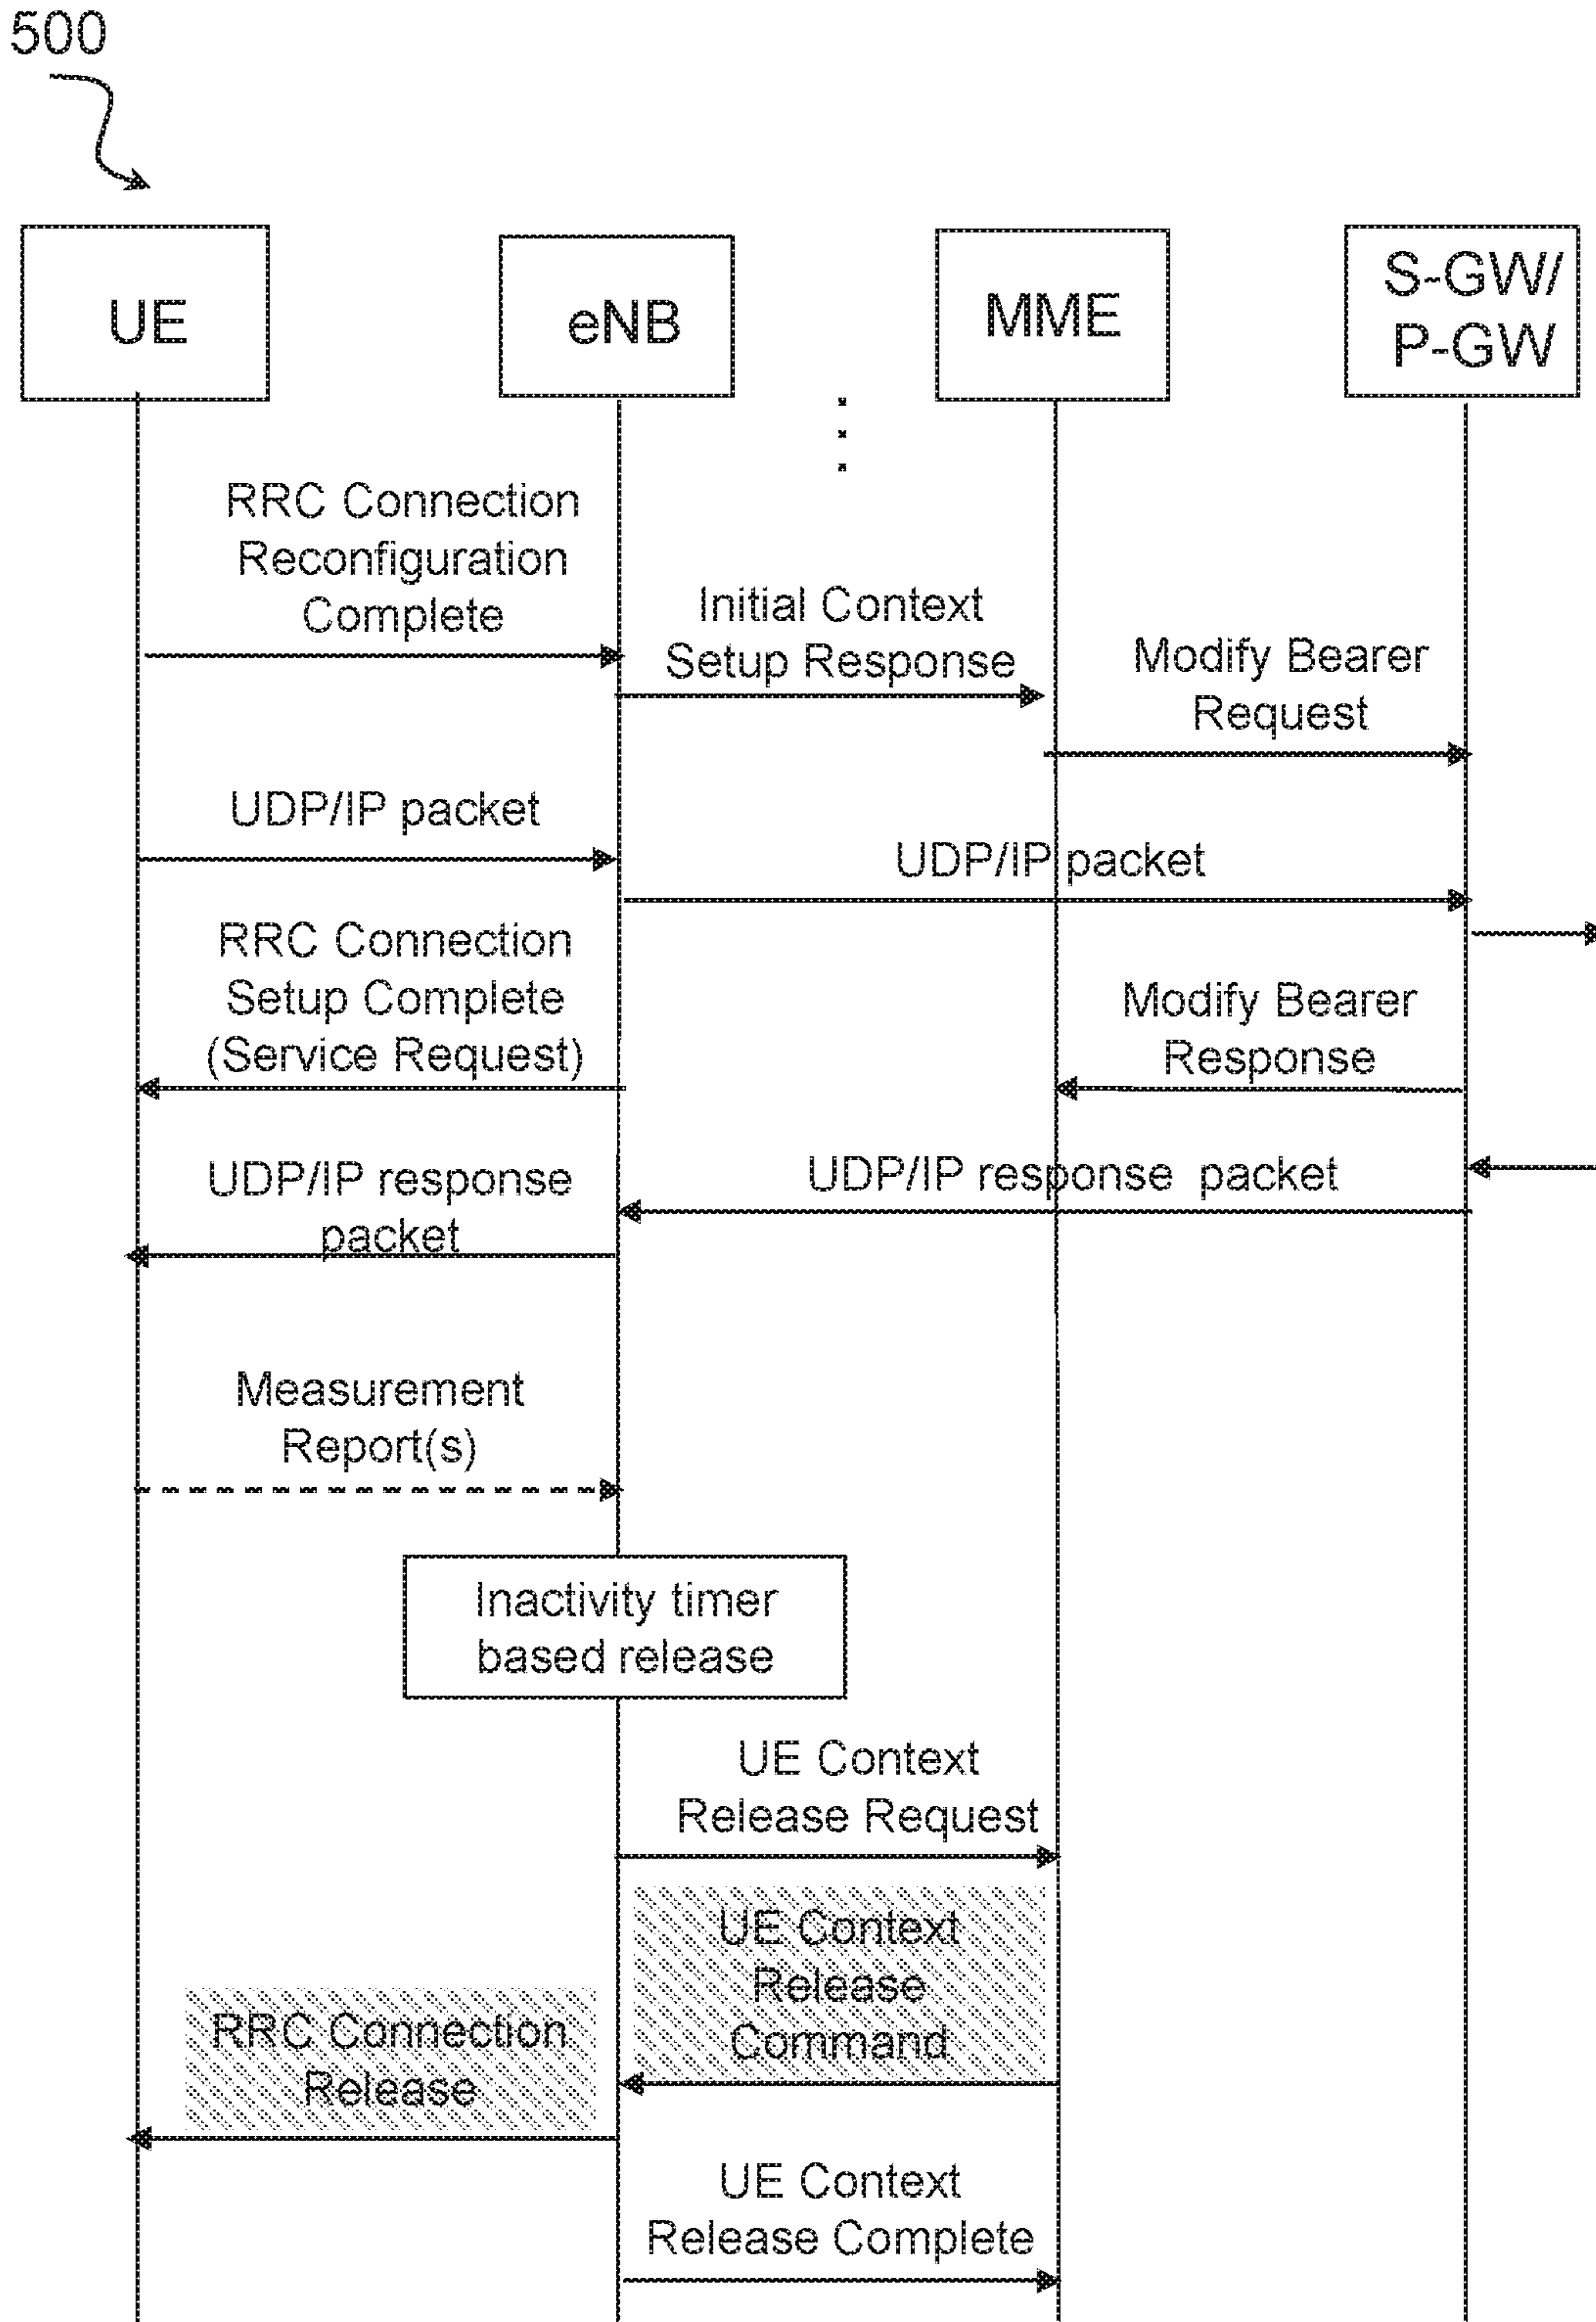 500
UE
eNB
MME
S-GW/
P-GW
RRC Connection
Reconfiguration
Complete
Initial Context
Setup Response
Modify Bearer
Request
UDP/IP packet
UDP/IP packet
RRC Connection
Setup Complete
(Service Request)
Modify Bearer
Response
UDP/IP response packet
UDP/IP response
packet
Measurement
Report(s)
Inactivity timer
based release
UE Context
Release Request
UE Context
Release
Command
RRC Connection
Release
UE Context
Release Complete